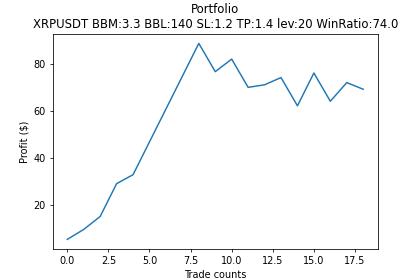 Portfolio
XRPUSDT BBM:3.3 BBL:140 SL:1.2 TP:1.4 lev:20 WinRatio:74.0
80
60
40
20
Profit ($)
0.0 2.5 5.0 7.5 10.0 12.5 15.0 17.5
Trade counts